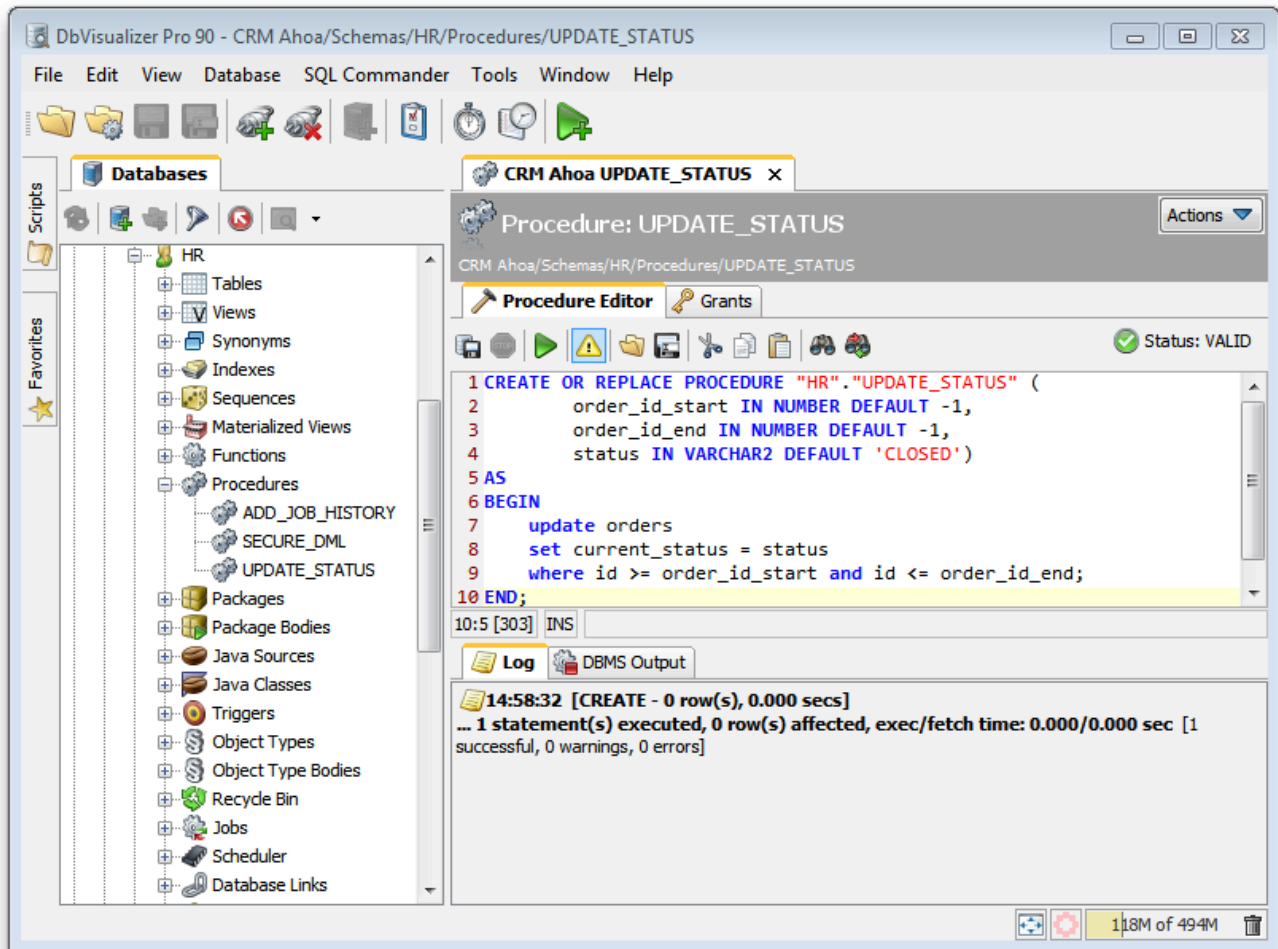 DbVisualizer Pro 90 - CRM Ahoa/Schemas/HR/Procedures/UPDATE_STATUS
File Edit View Database SQL Commander Tools Window Help
Scripts
Favorites
Databases
HR
Tables
Views
Synonyms
Indexes
Sequences
Materialized Views
Functions
Procedures
ADD_JOB_HISTORY
SECURE_DML
UPDATE_STATUS
Packages
Package Bodies
Java Sources
Java Classes
Triggers
Object Types
Object Type Bodies
Recycle Bin
Jobs
Scheduler
Database Links
CRM Ahoa UPDATE_STATUS
Procedure: UPDATE_STATUS
Actions
CRM Ahoa/Schemas/HR/Procedures/UPDATE_STATUS
Procedure Editor Grants
STOP
Status: VALID
1 CREATE OR REPLACE PROCEDURE "HR"."UPDATE_STATUS" (
2 order_id_start IN NUMBER DEFAULT -1,
3 order_id_end IN NUMBER DEFAULT -1,
4 status IN VARCHAR2 DEFAULT 'CLOSED')
5 AS
6 BEGIN
7 update orders
8 set current_status = status
9 where id >= order_id_start and id <= order_id_end;
10 END;
10:5 [303] INS
Log DBMS Output
14:58:32 [CREATE - 0 row(s), 0.000 secs]
... 1 statement(s) executed, 0 row(s) affected, exec/fetch time: 0.000/0.000 sec [1
successful, 0 warnings, 0 errors]
118M of 494M